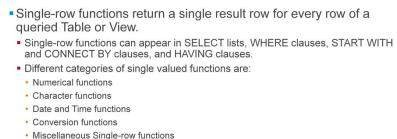 Single-row functions return a single result row for every row of a
queried Table or View.
Single-row functions can appear in SELECT lists, WHERE clauses, START WITH
and CONNECT BY clauses, and HAVING clauses.
Different categories of single valued functions are:
Numerical functions
Character functions
Date and Time functions
Conversion functions
Miscellaneous Single-row functions